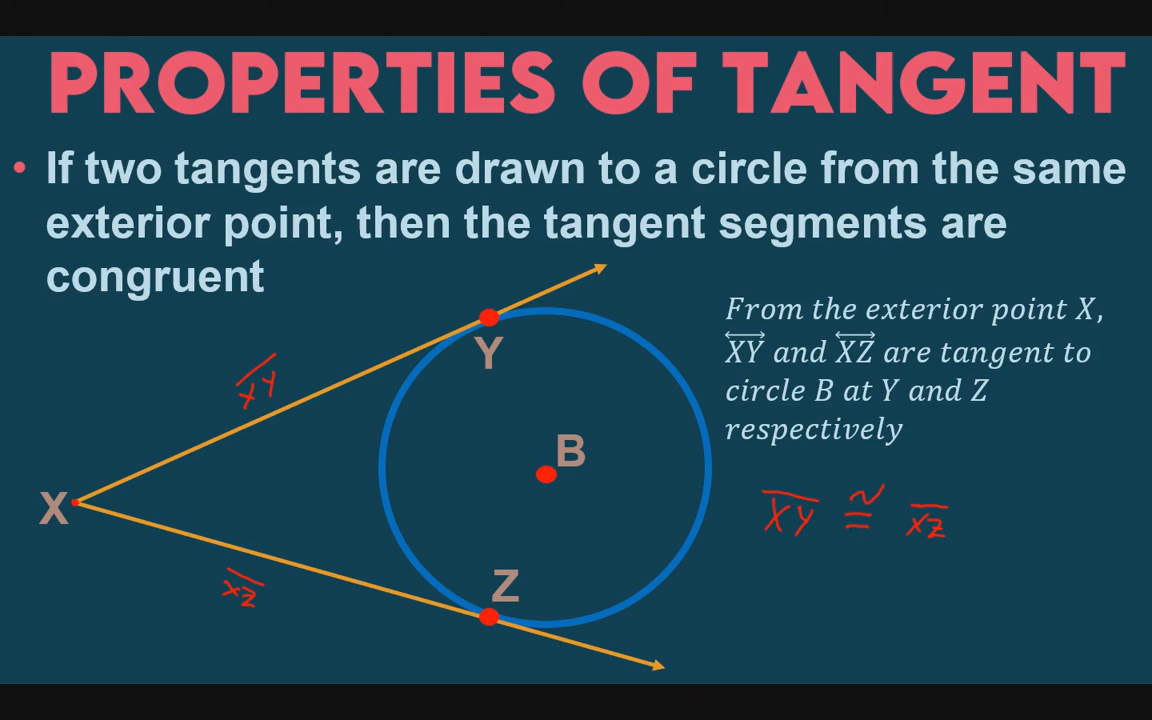 PROPERTIES OF TANGENT
• If two tangents are drawn to a circle from the same
exterior point, then the tangent segments are
congruent
From the exterior point X,
XY and XZ are tangent to
circle B at Y and Z
respectively
Y
XY
B
X
XY ≅ XZ
XZ
Z